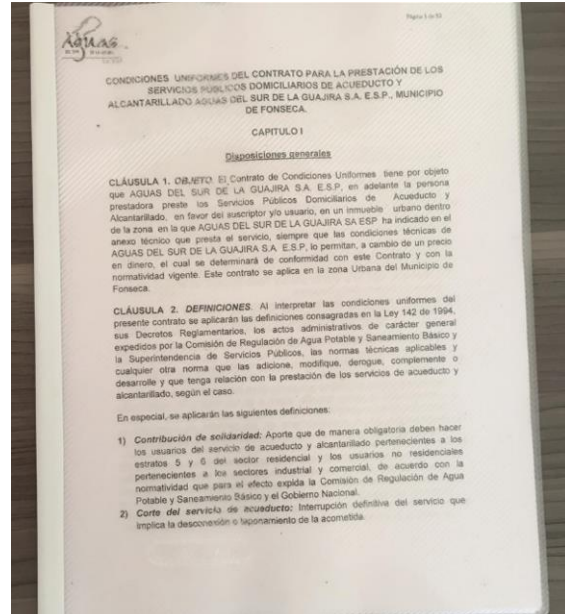 Aguas
CONDICIONES UNIFORMES DEL CONTRATO PARA LA PRESTACIÓN DE LOS
SERVICIOS PÚBLICOS DOMICILIARIOS DE ACUEDUCTO Y
ALCANTARILLADO AGUAS DEL SUR DE LA GUAJIRA S.A. E.S.P., MUNICIPIO
DE FONSECA.
CAPITULO I
Disposiciones generales
CLÁUSULA 1. OBJETO. El Contrato de Condiciones Uniformes tiene por objeto
que AGUAS DEL SUR DE LA GUAJIRA S.A. E.S.P, en adelante la persona
prestadora preste los Servicios Públicos Domiciliarios de Acueducto y
Alcantarillado, en favor del suscriptor y/o usuario, en un inmueble urbano dentro
de la zona en la que AGUAS DEL SUR DE LA GUAJIRA SA ESP ha indicado en el
anexo técnico que presta el servicio, siempre que las condiciones técnicas de
AGUAS DEL SUR DE LA GUAJIRA S.A. E.S.P, lo permitan, a cambio de un precio
en dinero, el cual se determinará de conformidad con este Contrato y con la
normatividad vigente. Este contrato se aplica en la zona Urbana del Municipio de
Fonseca.
CLÁUSULA 2. DEFINICIONES. Al interpretar las condiciones uniformes del
presente contrato se aplicarán las definiciones consagradas en la Ley 142 de 1994,
sus Decretos Reglamentarios, los actos administrativos de carácter general
expedidos por la Comisión de Regulación de Agua Potable y Saneamiento Básico y
la Superintendencia de Servicios Públicos, las normas técnicas aplicables y
cualquier otra norma que las adicione, modifique, derogue, complemente o
desarrolle y que tenga relación con la prestación de los servicios de acueducto y
alcantarillado, según el caso.
En especial, se aplicarán las siguientes definiciones:
1) Contribución de solidaridad: Aporte que de manera obligatoria deben hacer
los usuarios del servicio de acueducto y alcantarillado pertenecientes a los
estratos 5 y 6 del sector residencial y los usuarios no residenciales
pertenecientes a los sectores industrial y comercial, de acuerdo con la
normatividad que para el efecto expida la Comisión de Regulación de Agua
Potable y Saneamiento Básico y el Gobierno Nacional.
2) Corte del servicio de acueducto: Interrupción definitiva del servicio que
implica la desconexión o taponamiento de la acometida.